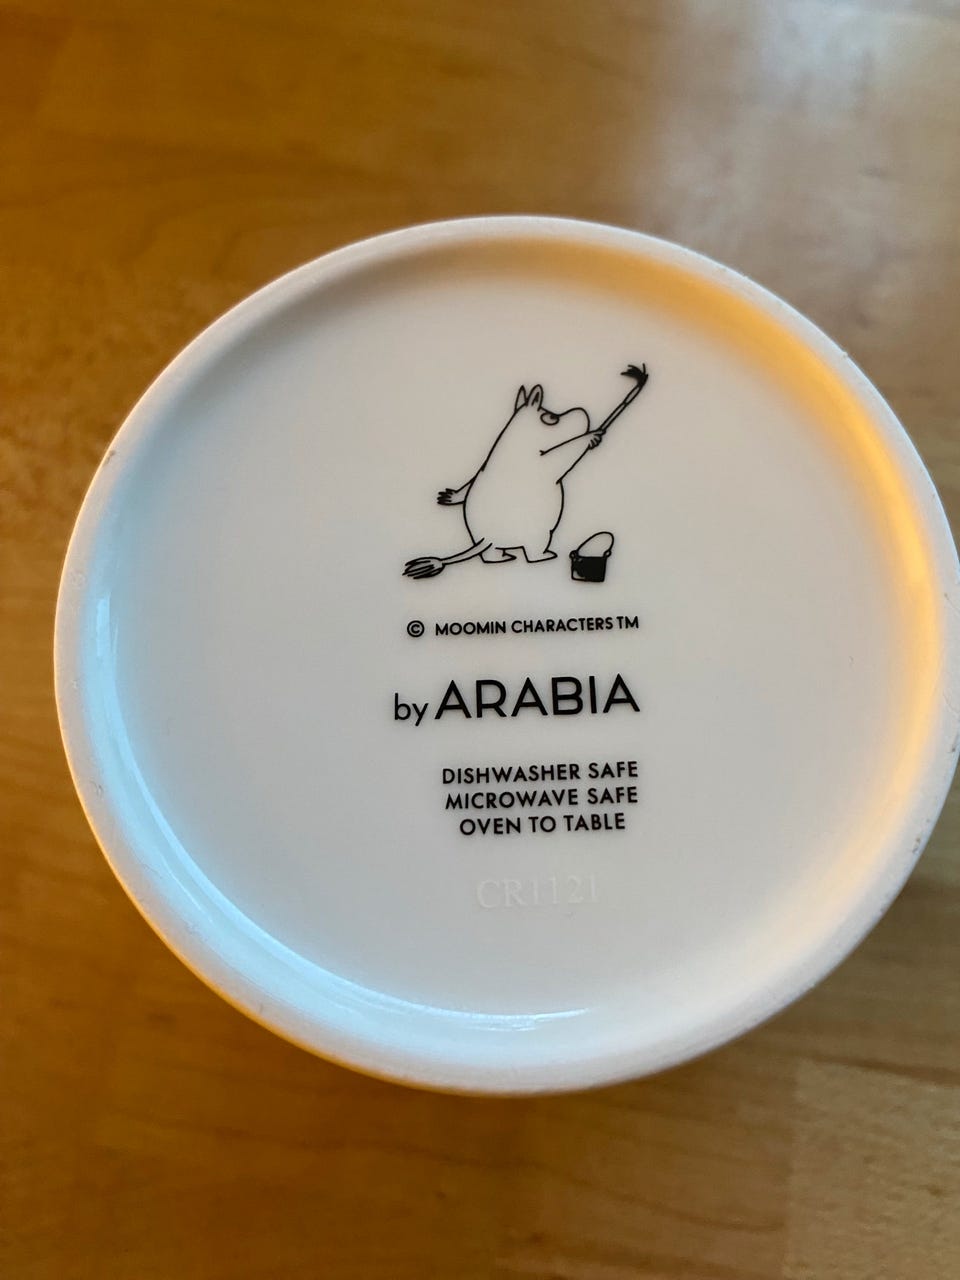 © MOOMIN CHARACTERS TM
by ARABIA
DISHWASHER SAFE
MICROWAVE SAFE
OVEN TO TABLE
CR1121